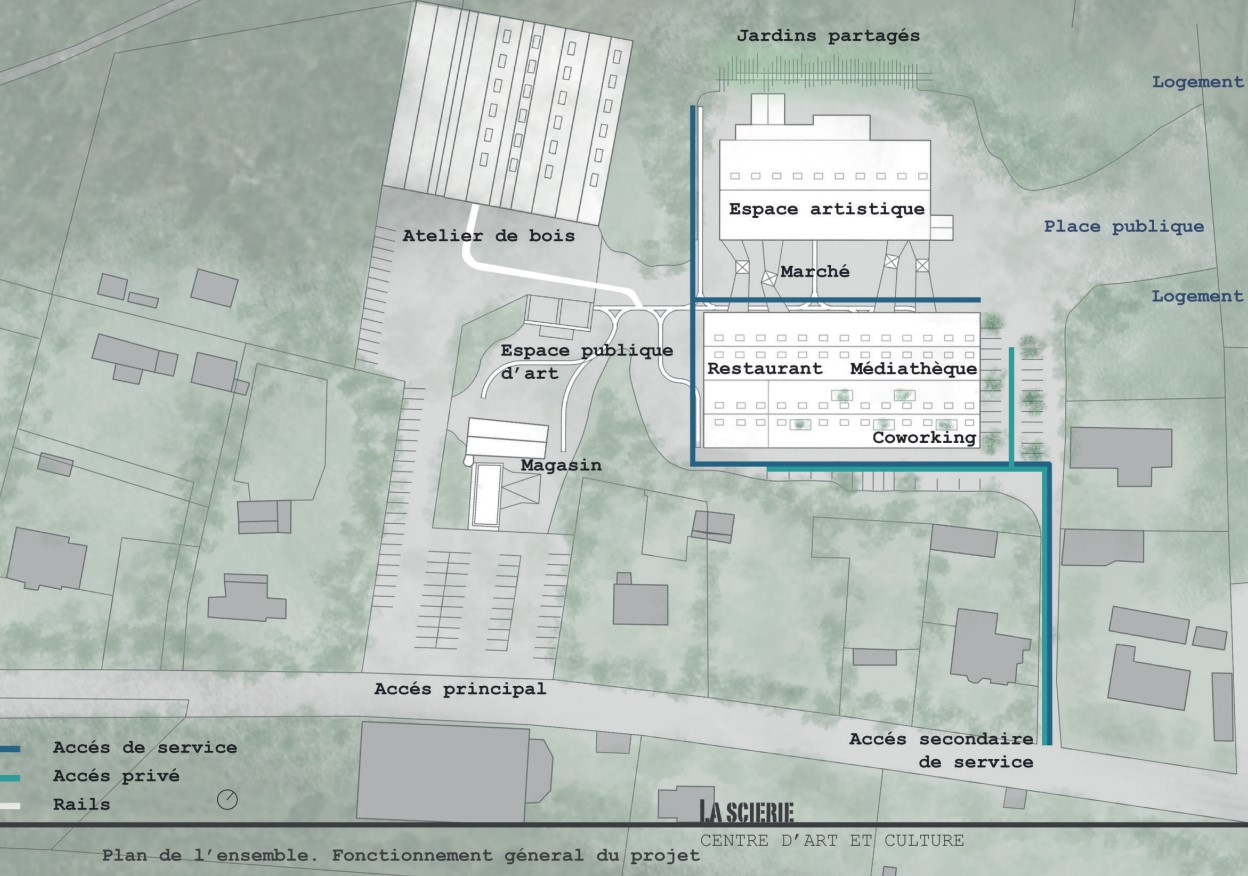 Jardins partagés
Logement
Espace artistique
Place publique
Atelier de bois
Marché
Logement
Espace publique
d'art
Restaurant
Médiathèque
Coworking
Magasin
Accés principal
Accés secondaire
de service
Accés de service
Accés privé
Rails
LA SCIERIE
CENTRE D'ART ET CULTURE
Plan de l'ensemble. Fonctionnement géneral du projet